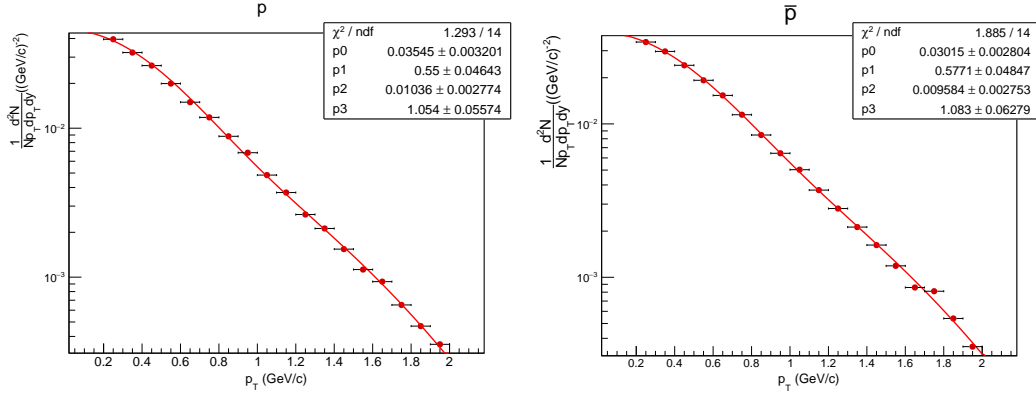 p
χ² / ndf 1.293 / 14
p0 0.03545 ± 0.003201
p1 0.55 ± 0.04643
p2 0.01036 ± 0.002774
p3 1.054 ± 0.05574
1/Np_T d²N/dp_Tdy((GeV/c)⁻²)
10⁻²
10⁻³
0.2 0.4 0.6 0.8 1 1.2 1.4 1.6 1.8 2
p_T (GeV/c)
p̅
χ² / ndf 1.885 / 14
p0 0.03015 ± 0.002804
p1 0.5771 ± 0.04847
p2 0.009584 ± 0.002753
p3 1.083 ± 0.06279
1/Np_T d²N/dp_Tdy((GeV/c)⁻²)
10⁻²
10⁻³
0.2 0.4 0.6 0.8 1 1.2 1.4 1.6 1.8 2
p_T (GeV/c)